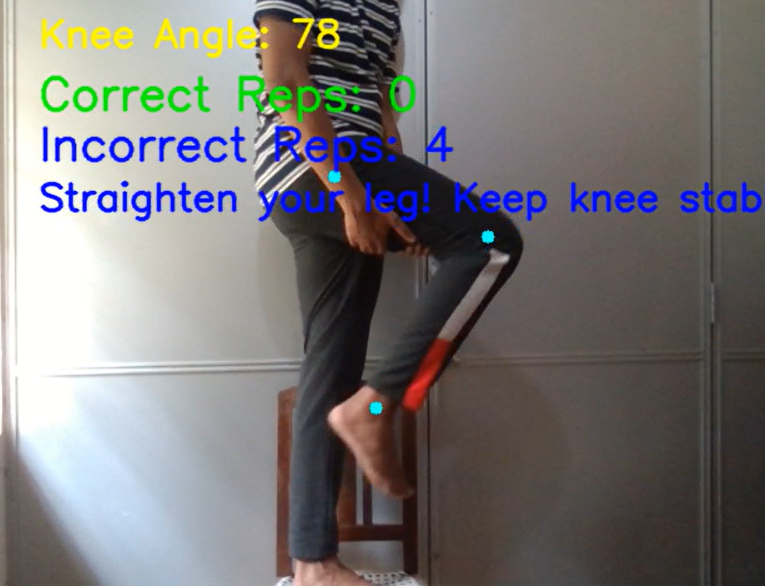 Knee Angle: 78
Correct Reps: 0
Incorrect Reps: 4
Straighten your leg! Keep knee stab